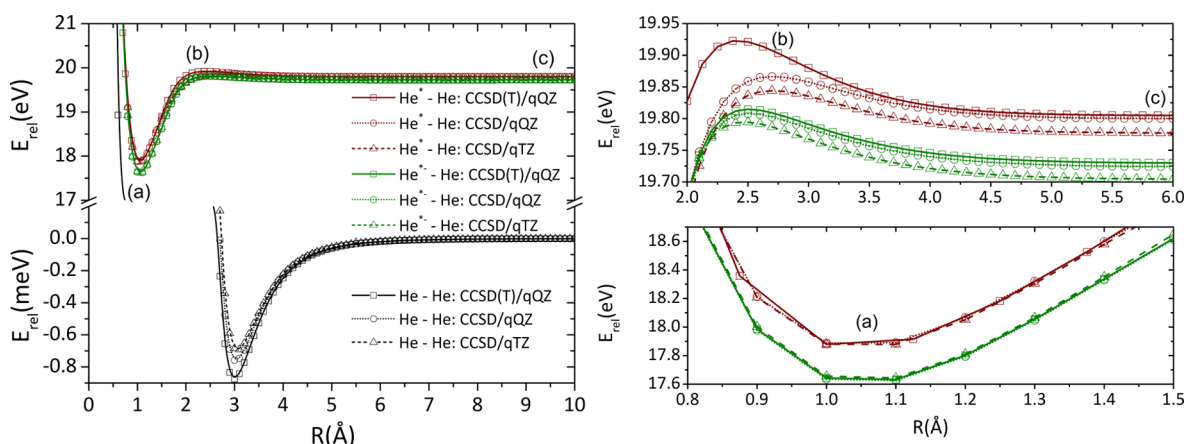 21
20
19
18
17
0.0
-0.2
-0.4
-0.6
-0.8
E_rel(eV)
E_rel(meV)
(b)
(c)
(a)
He* - He: CCSD(T)/qQZ
He* - He: CCSD/qQZ
He* - He: CCSD/qTZ
He*- - He: CCSD(T)/qQZ
He*- - He: CCSD/qQZ
He*- - He: CCSD/qTZ
He - He: CCSD(T)/qQZ
He - He: CCSD/qQZ
He - He: CCSD/qTZ
0 1 2 3 4 5 6 7 8 9 10
R(Å)
19.95
19.90
19.85
19.80
19.75
19.70
E_rel(eV)
(b)
(c)
2.0 2.5 3.0 3.5 4.0 4.5 5.0 5.5 6.0
18.6
18.4
18.2
18.0
17.8
17.6
E_rel(eV)
(a)
0.8 0.9 1.0 1.1 1.2 1.3 1.4 1.5
R(Å)